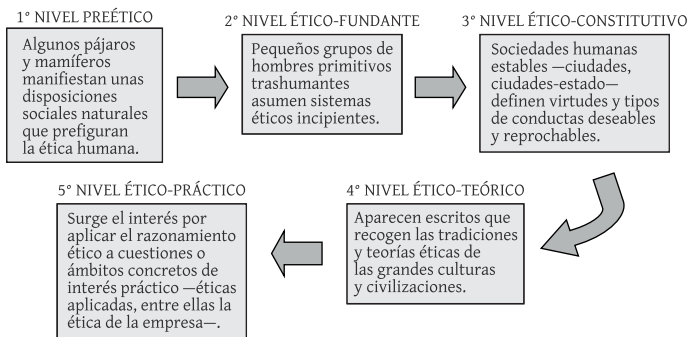 1° NIVEL PREÉTICO
Algunos pájaros
y mamíferos
manifiestan unas
disposiciones
sociales naturales
que prefiguran
la ética humana.
2° NIVEL ÉTICO-FUNDANTE
Pequeños grupos de
hombres primitivos
trashumantes
asumen sistemas
éticos incipientes.
3° NIVEL ÉTICO-CONSTITUTIVO
Sociedades humanas
estables —ciudades,
ciudades-estado—
definen virtudes y tipos
de conductas deseables
y reprochables.
4° NIVEL ÉTICO-TEÓRICO
Aparecen escritos que
recogen las tradiciones
y teorías éticas de
las grandes culturas
y civilizaciones.
5° NIVEL ÉTICO-PRÁCTICO
Surge el interés por
aplicar el razonamiento
ético a cuestiones o
ámbitos concretos de
interés práctico —éticas
aplicadas, entre ellas la
ética de la empresa—.